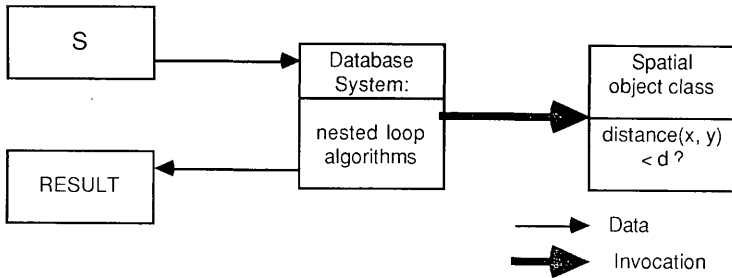 S
Database
System:
nested loop
algorithms
RESULT
Spatial
object class
distance(x, y)
< d ?
Data
Invocation